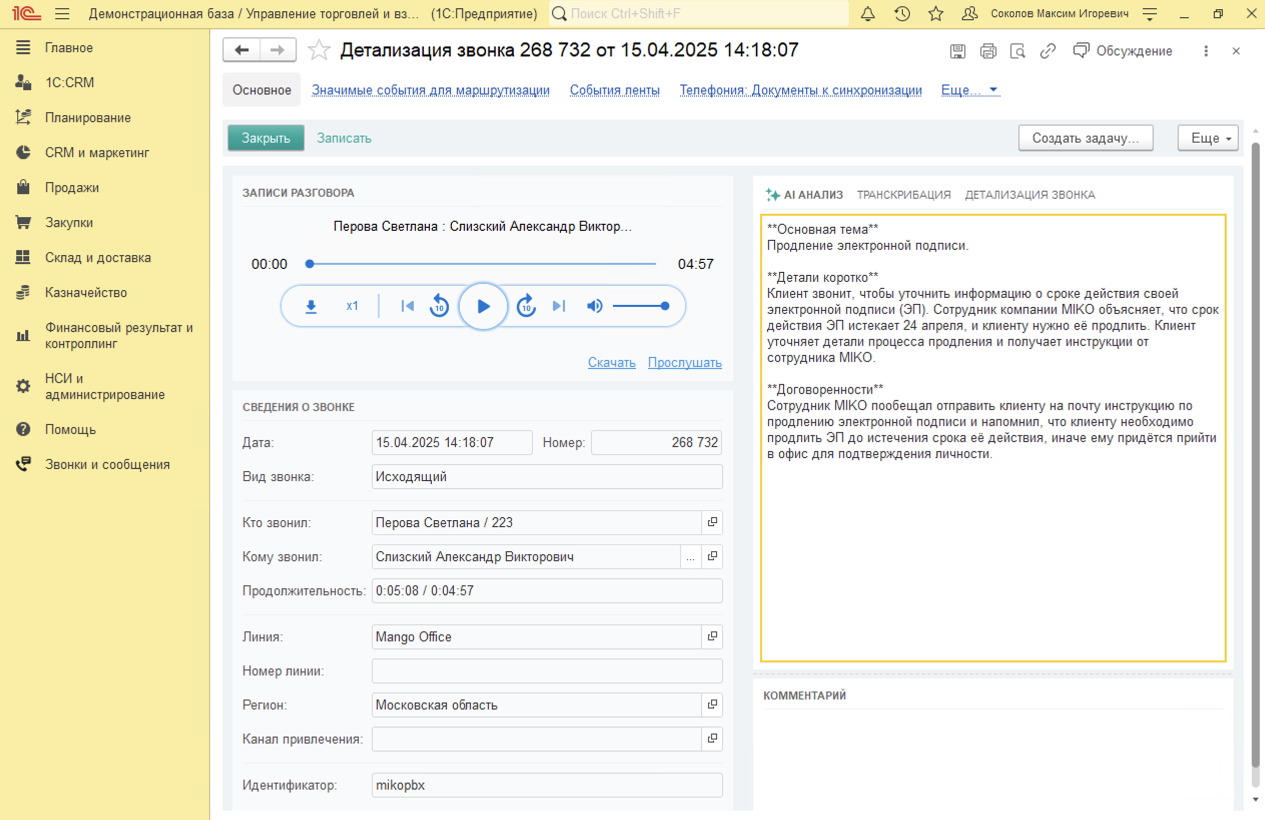 1С Демонстрационная база / Управление торговлей и вз... (1С:Предприятие) Поиск Ctrl+Shift+F Соколов Максим Игоревич
Главное
1С:CRM
Планирование
CRM и маркетинг
Продажи
Закупки
Склад и доставка
Казначейство
Финансовый результат и
контроллинг
НСИ и
администрирование
Помощь
Звонки и сообщения
Детализация звонка 268 732 от 15.04.2025 14:18:07
Обсуждение
Основное Значимые события для маршрутизации События ленты Телефония: Документы к синхронизации Еще...
Закрыть Записать Создать задачу... Еще
ЗАПИСИ РАЗГОВОРА
Перова Светлана : Слизский Александр Виктор...
00:00 04:57
x1 10 10
Скачать Прослушать
СВЕДЕНИЯ О ЗВОНКЕ
Дата: 15.04.2025 14:18:07 Номер: 268 732
Вид звонка: Исходящий
Кто звонил: Перова Светлана / 223
Кому звонил: Слизский Александр Викторович ...
Продолжительность: 0:05:08 / 0:04:57
Линия: Mango Office
Номер линии:
Регион: Московская область
Канал привлечения:
Идентификатор: mikopbx
AI АНАЛИЗ ТРАНСКРИБАЦИЯ ДЕТАЛИЗАЦИЯ ЗВОНКА
**Основная тема**
Продление электронной подписи.
**Детали коротко**
Клиент звонит, чтобы уточнить информацию о сроке действия своей
электронной подписи (ЭП). Сотрудник компании MIKO объясняет, что срок
действия ЭП истекает 24 апреля, и клиенту нужно её продлить. Клиент
уточняет детали процесса продления и получает инструкции от
сотрудника MIKO.
**Договоренности**
Сотрудник MIKO пообещал отправить клиенту на почту инструкцию по
продлению электронной подписи и напомнил, что клиенту необходимо
продлить ЭП до истечения срока её действия, иначе ему придётся прийти
в офис для подтверждения личности.
КОММЕНТАРИЙ